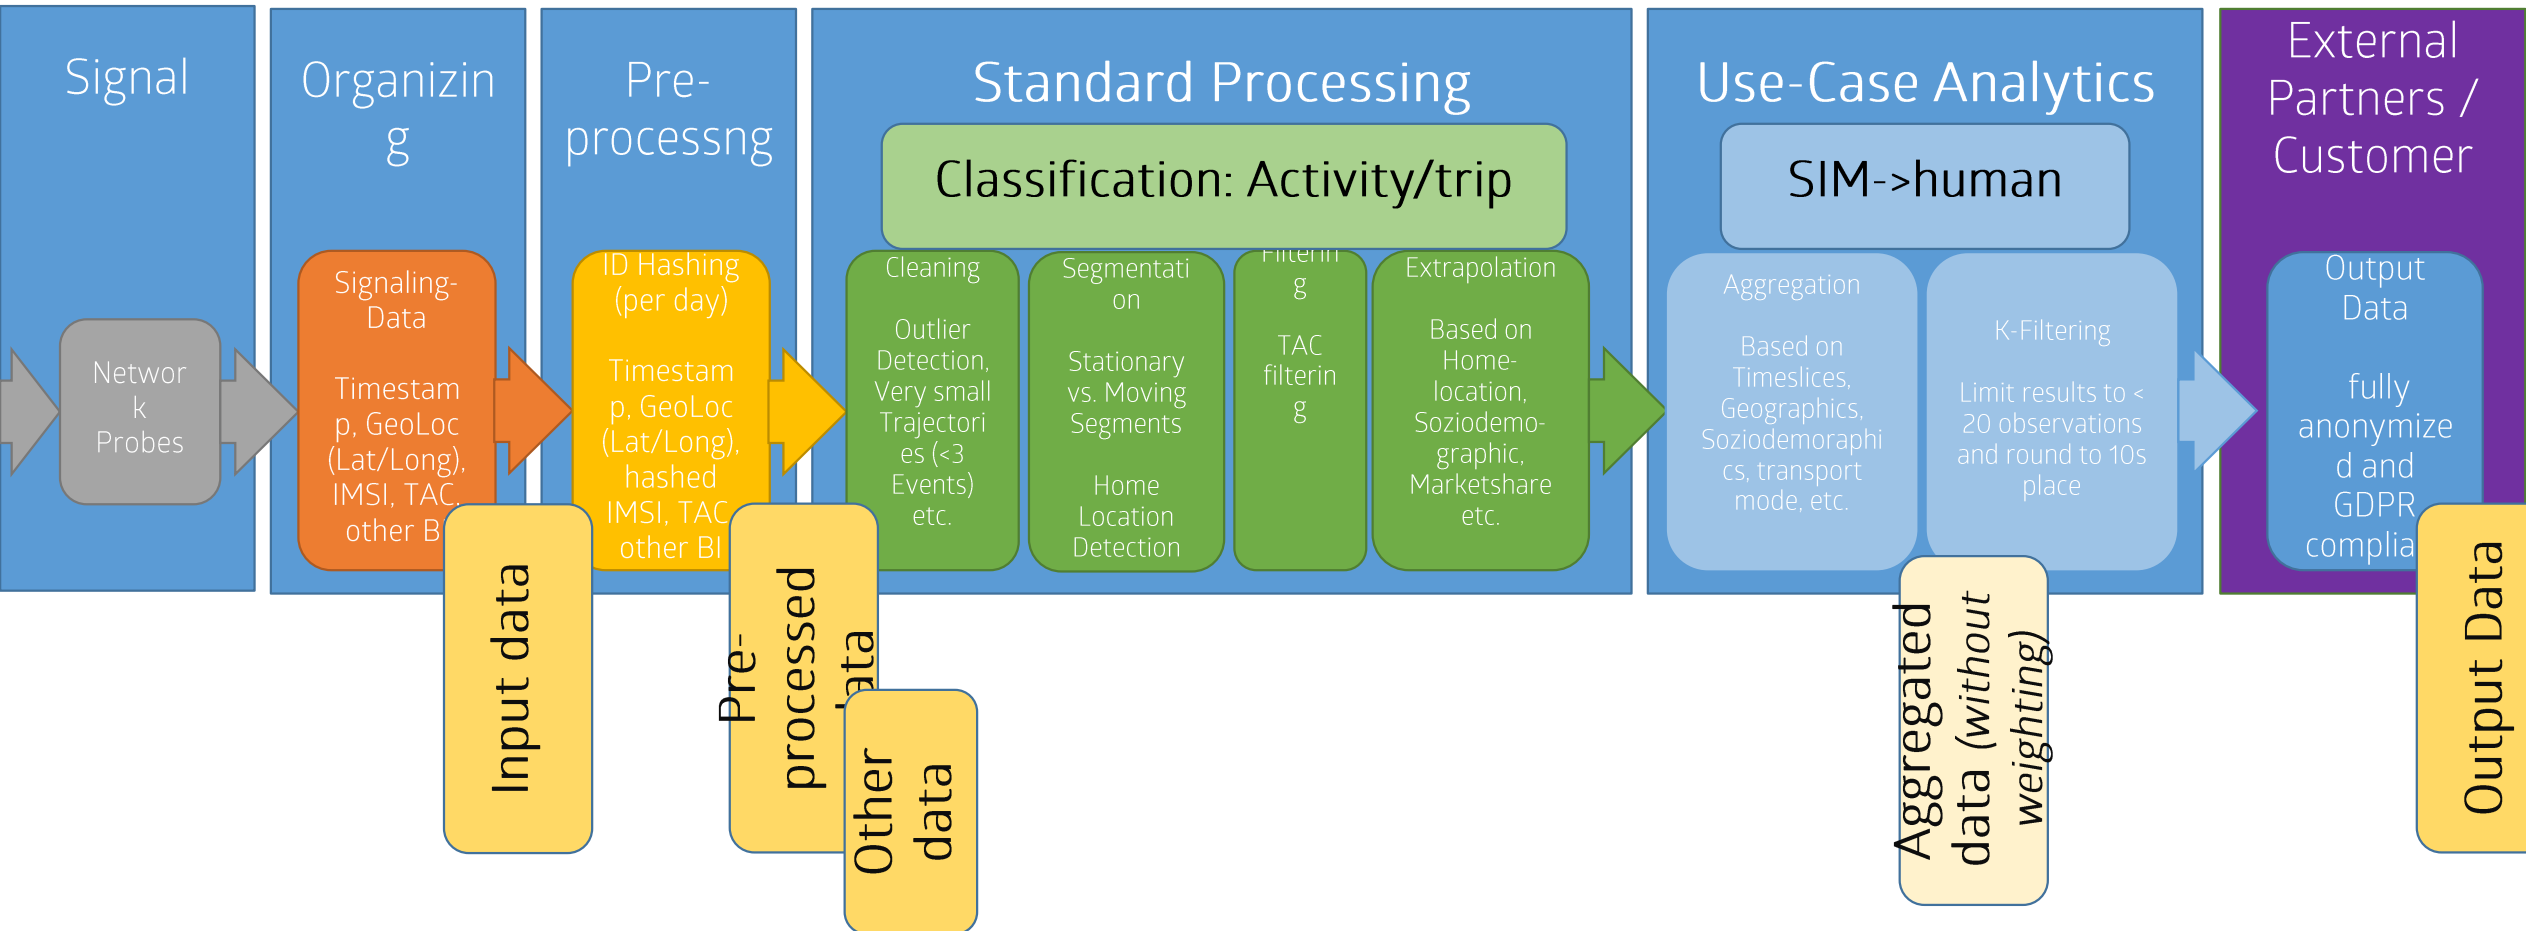 Signal
Networ
k
Probes
Organizin
g
Signaling-
Data
Timestam
p, GeoLoc
(Lat/Long),
IMSI, TAC,
other B
Pre-
processng
ID Hashing
(per day)
Timestam
p, GeoLoc
(Lat/Long),
hashed
IMSI, TAC,
other BI
Standard Processing
Classification: Activity/trip
Cleaning
Outlier
Detection,
Very small
Trajectori
es (<3
Events)
etc.
Segmentati
on
Stationary
vs. Moving
Segments
Home
Location
Detection
Filterin
g
TAC
filterin
g
Extrapolation
Based on
Home-
location,
Soziodemo-
graphic,
Marketshare
etc.
Use-Case Analytics
SIM->human
Aggregation
Based on
Timeslices,
Geographics,
Soziodemoraphi
cs, transport
mode, etc.
K-Filtering
Limit results to <
20 observations
and round to 10s
place
External
Partners /
Customer
Output
Data
fully
anonymize
d and
GDPR
complia
Input data
Pre-
processed
data
Other
data
Aggregated
data (without
weighting)
Output Data